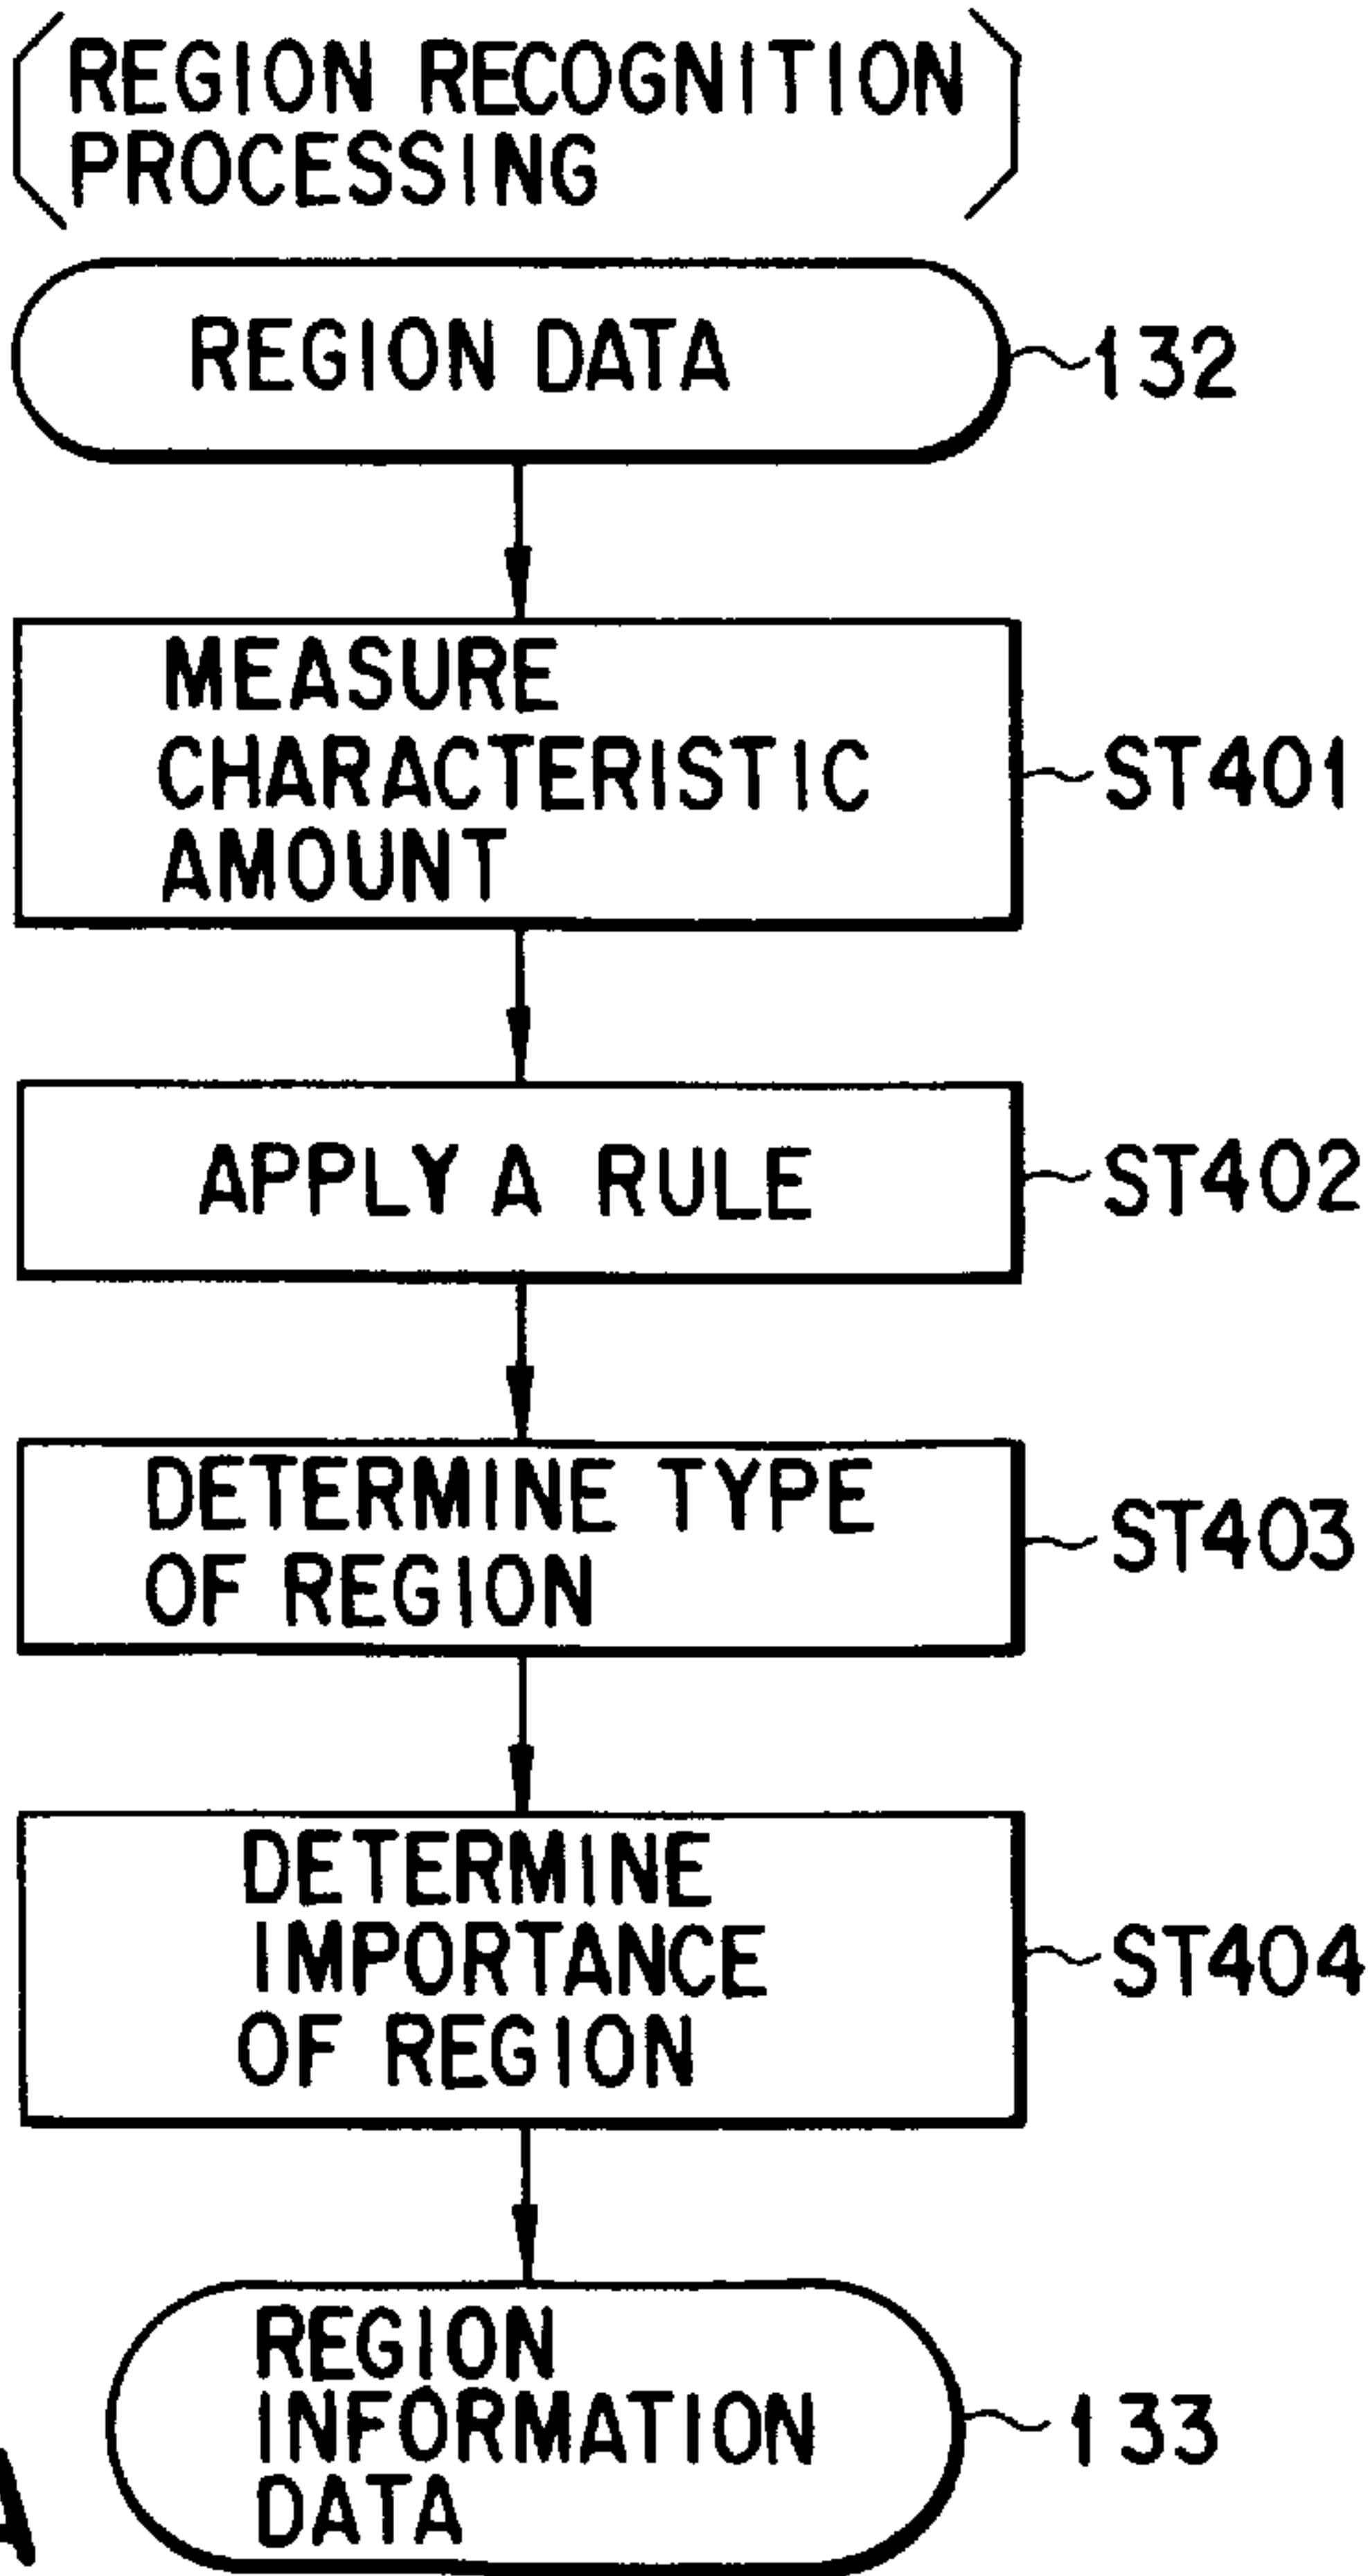 REGION RECOGNITION
PROCESSING
REGION DATA
132
MEASURE
CHARACTERISTIC
AMOUNT
ST401
APPLY A RULE
ST402
DETERMINE TYPE
OF REGION
ST403
DETERMINE
IMPORTANCE
OF REGION
ST404
REGION
INFORMATION
DATA
133
A